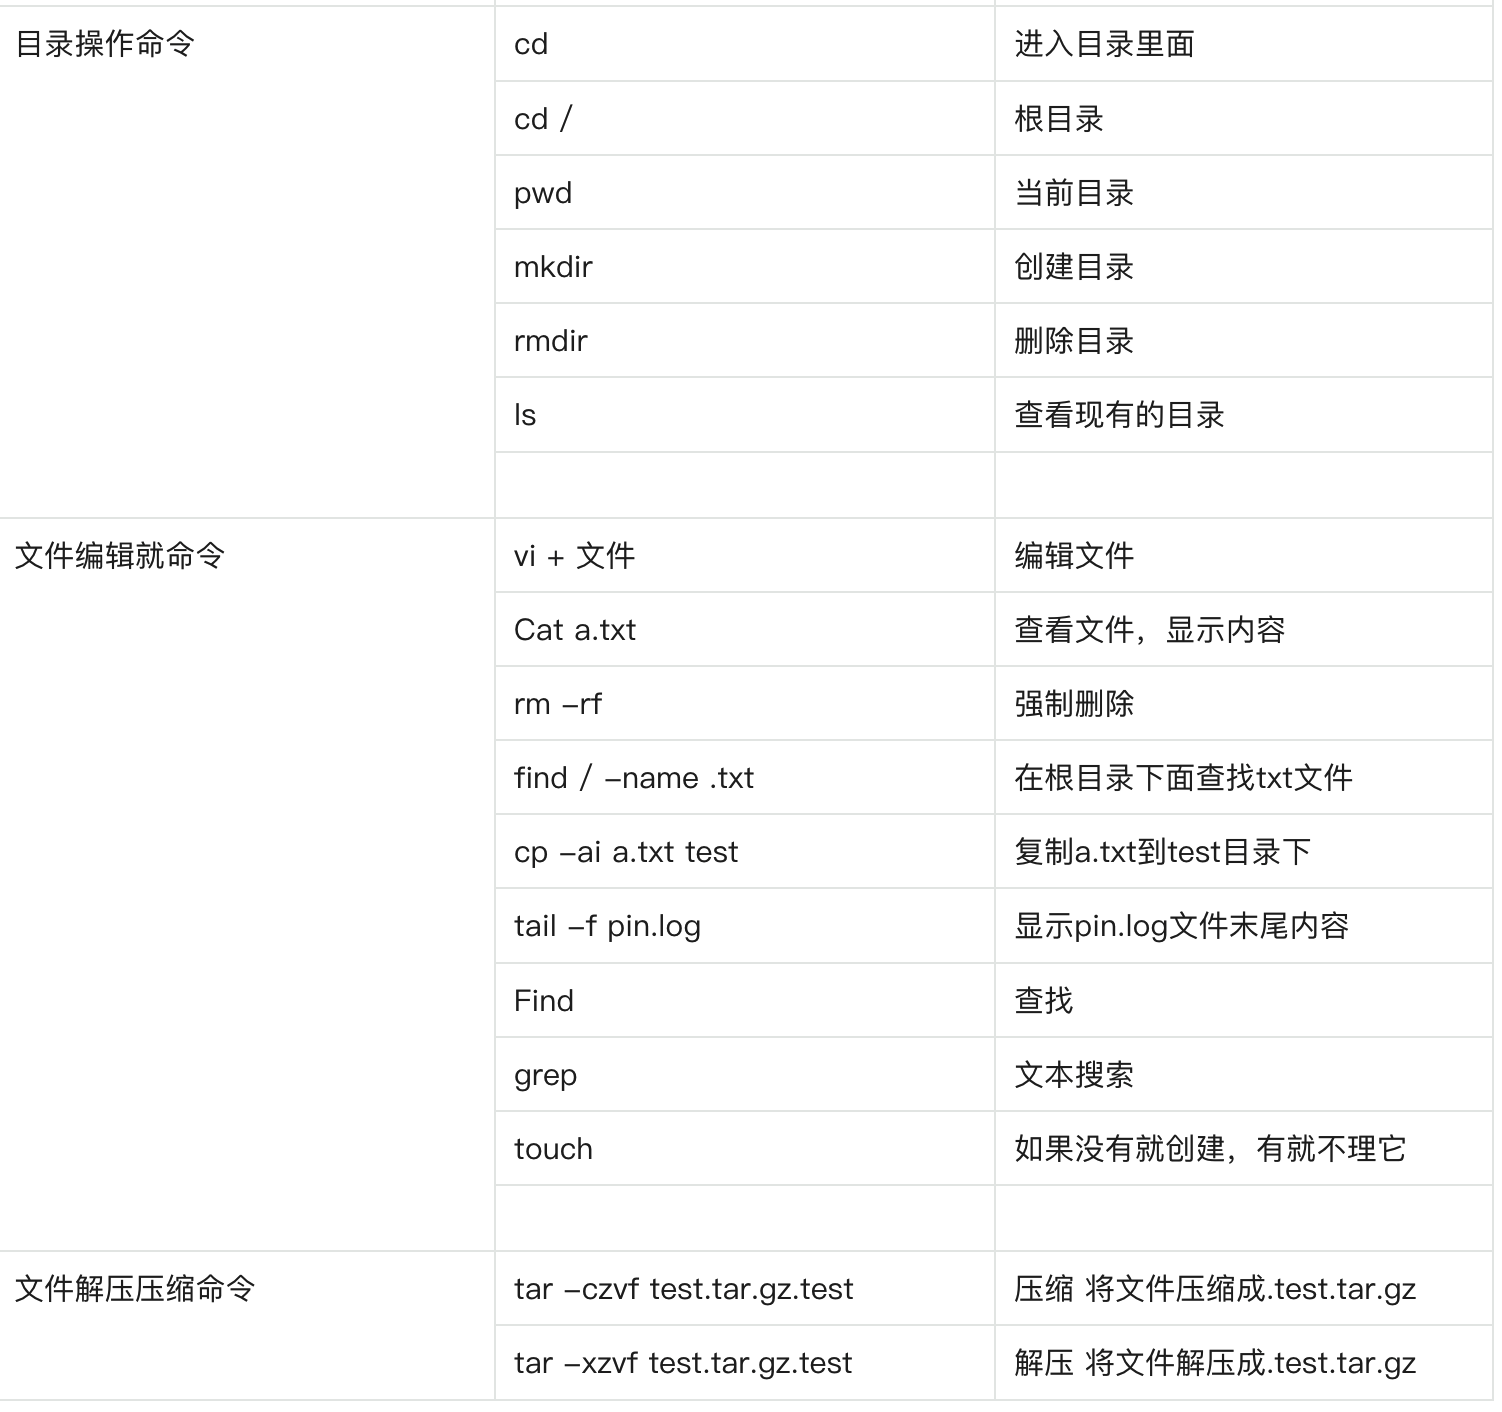 目录操作命令
cd
进入目录里面
cd /
根目录
pwd
当前目录
mkdir
创建目录
rmdir
删除目录
ls
查看现有的目录
文件编辑就命令
vi + 文件
编辑文件
Cat a.txt
查看文件，显示内容
rm -rf
强制删除
find / -name .txt
在根目录下面查找txt文件
cp -ai a.txt test
复制a.txt到test目录下
tail -f pin.log
显示pin.log文件末尾内容
Find
查找
grep
文本搜索
touch
如果没有就创建，有就不理它
文件解压压缩命令
tar -czvf test.tar.gz.test
压缩 将文件压缩成.test.tar.gz
tar -xzvf test.tar.gz.test
解压 将文件解压成.test.tar.gz